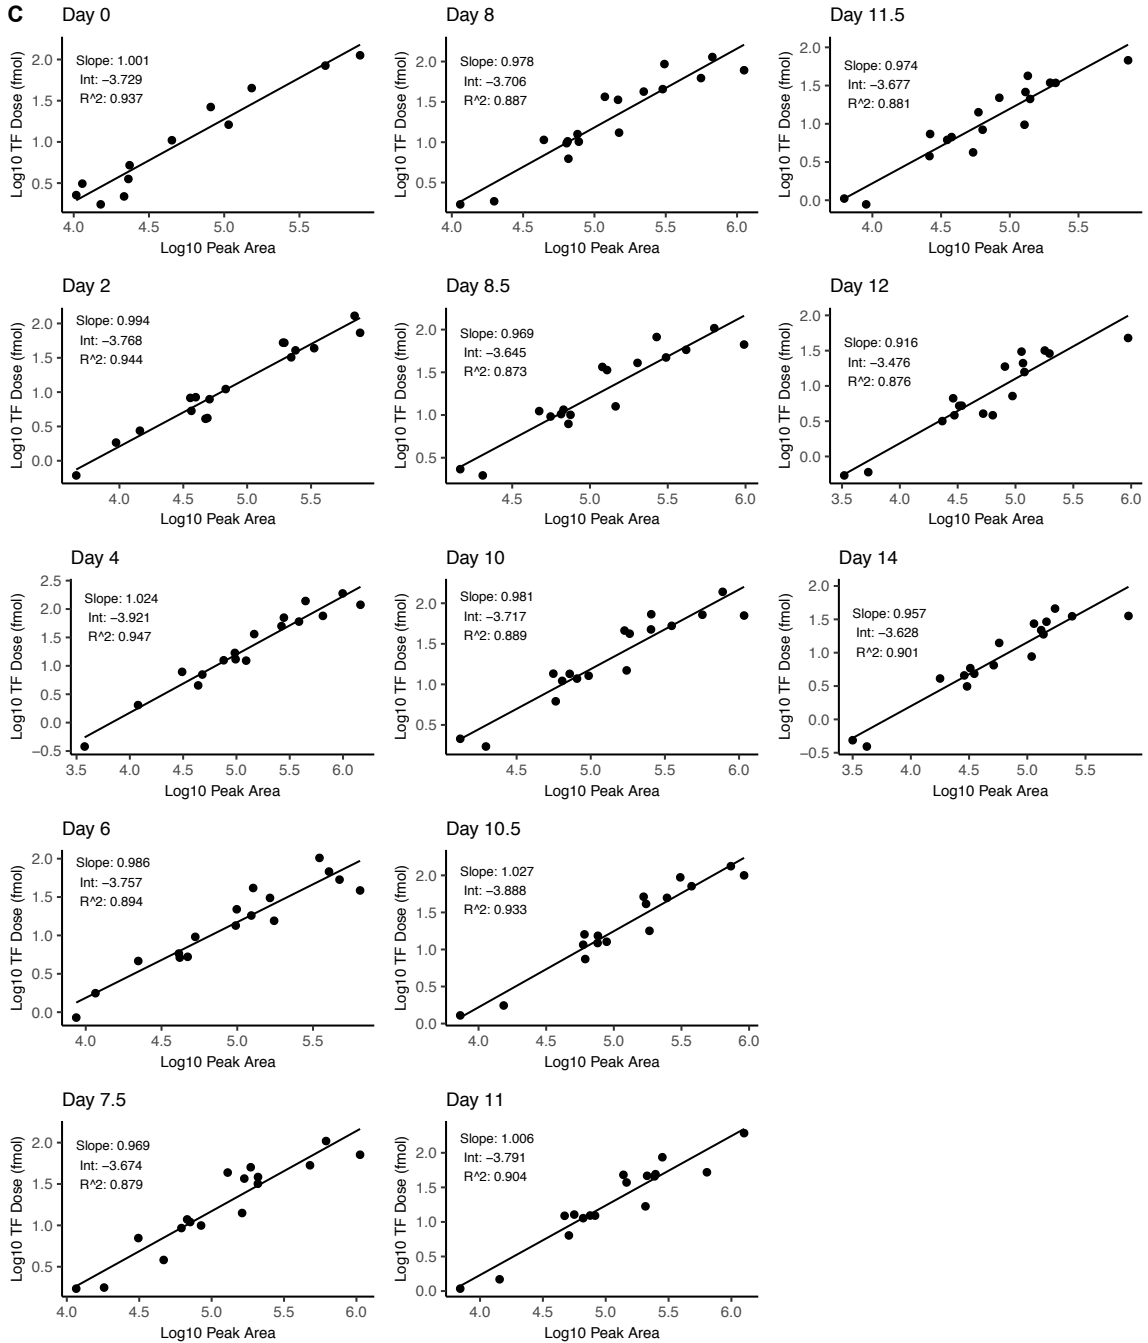 C
Day 0
Slope: 1.001
Int: −3.729
R^2: 0.937
Log10 TF Dose (fmol)
2.0
1.5
1.0
0.5
4.0 4.5 5.0 5.5
Log10 Peak Area
Day 8
Slope: 0.978
Int: −3.706
R^2: 0.887
Log10 TF Dose (fmol)
2.0
1.5
1.0
0.5
4.0 4.5 5.0 5.5 6.0
Log10 Peak Area
Day 11.5
Slope: 0.974
Int: −3.677
R^2: 0.881
Log10 TF Dose (fmol)
2.0
1.5
1.0
0.5
0.0
4.0 4.5 5.0 5.5
Log10 Peak Area
Day 2
Slope: 0.994
Int: −3.768
R^2: 0.944
Log10 TF Dose (fmol)
2.0
1.5
1.0
0.5
0.0
4.0 4.5 5.0 5.5
Log10 Peak Area
Day 8.5
Slope: 0.969
Int: −3.645
R^2: 0.873
Log10 TF Dose (fmol)
2.0
1.5
1.0
0.5
4.5 5.0 5.5 6.0
Log10 Peak Area
Day 12
Slope: 0.916
Int: −3.476
R^2: 0.876
Log10 TF Dose (fmol)
2.0
1.5
1.0
0.5
0.0
3.5 4.0 4.5 5.0 5.5 6.0
Log10 Peak Area
Day 4
Slope: 1.024
Int: −3.921
R^2: 0.947
Log10 TF Dose (fmol)
2.5
2.0
1.5
1.0
0.5
0.0
−0.5
3.5 4.0 4.5 5.0 5.5 6.0
Log10 Peak Area
Day 10
Slope: 0.981
Int: −3.717
R^2: 0.889
Log10 TF Dose (fmol)
2.0
1.5
1.0
0.5
4.5 5.0 5.5 6.0
Log10 Peak Area
Day 14
Slope: 0.957
Int: −3.628
R^2: 0.901
Log10 TF Dose (fmol)
2.0
1.5
1.0
0.5
0.0
−0.5
3.5 4.0 4.5 5.0 5.5
Log10 Peak Area
Day 6
Slope: 0.986
Int: −3.757
R^2: 0.894
Log10 TF Dose (fmol)
2.0
1.5
1.0
0.5
0.0
4.0 4.5 5.0 5.5
Log10 Peak Area
Day 10.5
Slope: 1.027
Int: −3.888
R^2: 0.933
Log10 TF Dose (fmol)
2.0
1.5
1.0
0.5
0.0
4.0 4.5 5.0 5.5 6.0
Log10 Peak Area
Day 7.5
Slope: 0.969
Int: −3.674
R^2: 0.879
Log10 TF Dose (fmol)
2.0
1.5
1.0
0.5
4.0 4.5 5.0 5.5 6.0
Log10 Peak Area
Day 11
Slope: 1.006
Int: −3.791
R^2: 0.904
Log10 TF Dose (fmol)
2.0
1.5
1.0
0.5
0.0
4.0 4.5 5.0 5.5 6.0
Log10 Peak Area